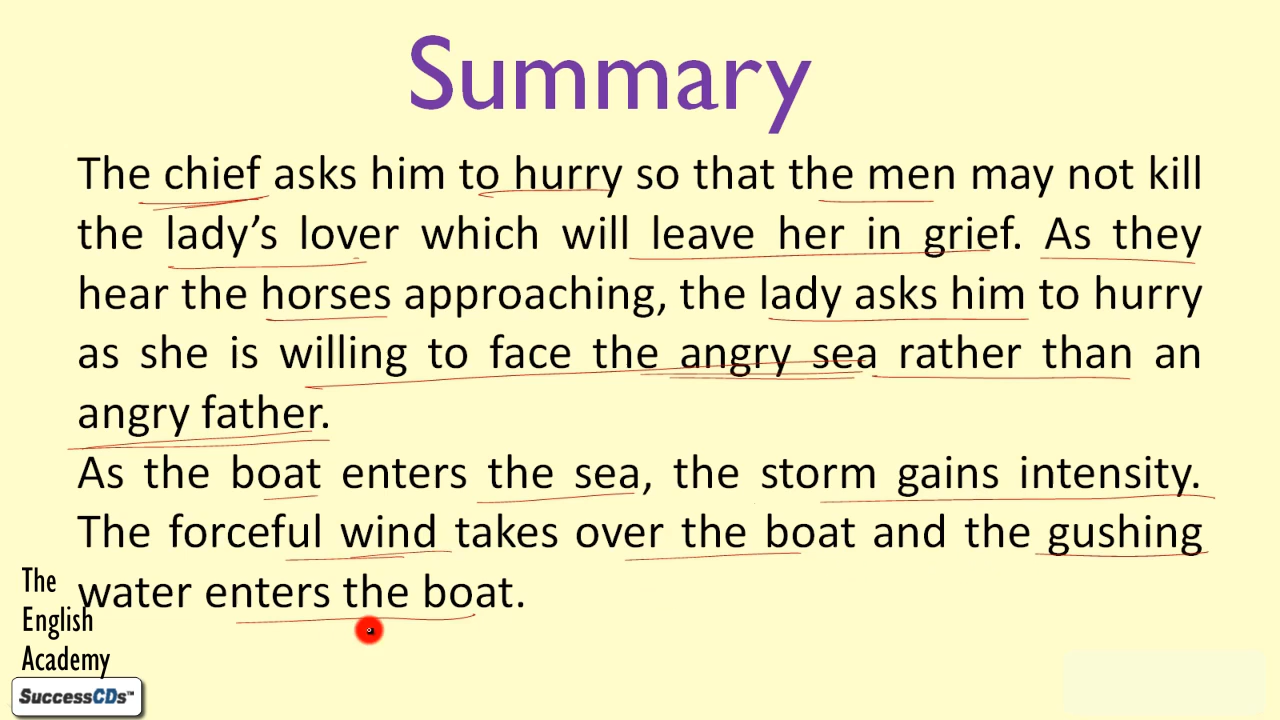 Summary
The chief asks him to hurry so that the men may not kill
the lady's lover which will leave her in grief. As they
hear the horses approaching, the lady asks him to hurry
as she is willing to face the angry sea rather than an
angry father.
As the boat enters the sea, the storm gains intensity.
The forceful wind takes over the boat and the gushing
water enters the boat.
The
English
Academy
SuccessCDs™